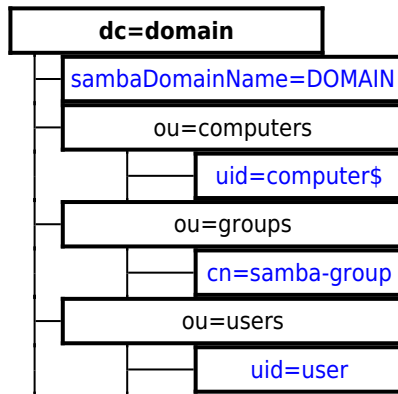 dc=domain
sambaDomainName=DOMAIN
ou=computers
uid=computer$
ou=groups
cn=samba-group
ou=users
uid=user